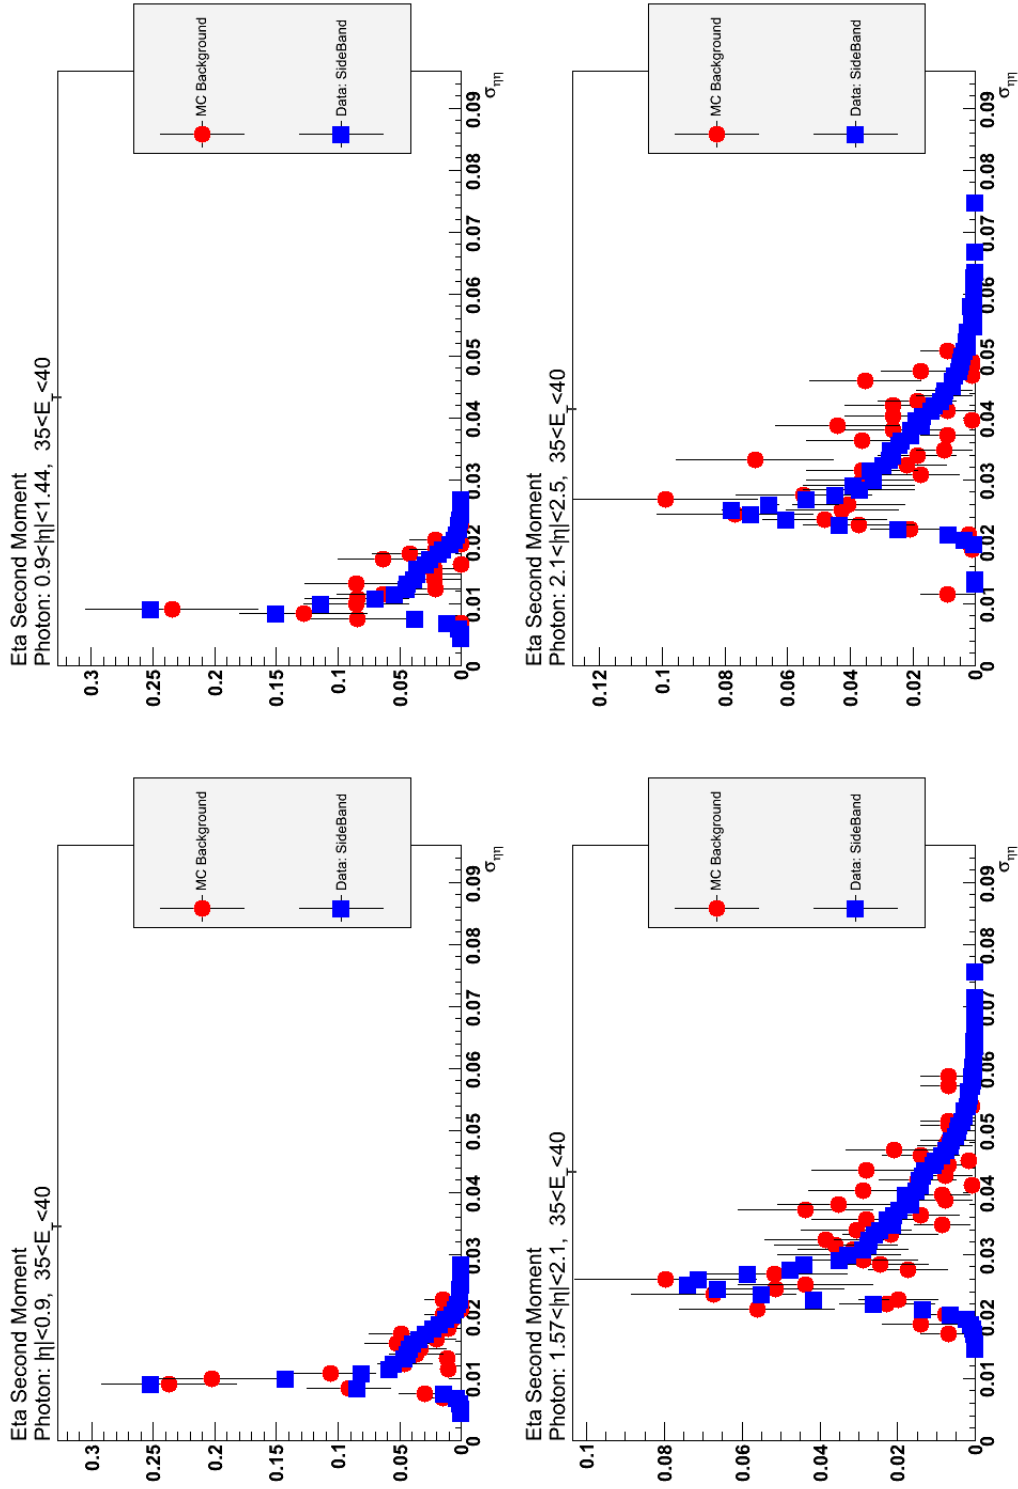 Eta Second Moment
Photon: |η|<0.9, 35<E_T<40
0.3
0.25
0.2
0.15
0.1
0.05
0
0 0.01 0.02 0.03 0.04 0.05 0.06 0.07 0.08 0.09
σ_ηη
MC Background
Data: SideBand
Eta Second Moment
Photon: 0.9<|η|<1.44, 35<E_T<40
0.3
0.25
0.2
0.15
0.1
0.05
0
0 0.01 0.02 0.03 0.04 0.05 0.06 0.07 0.08 0.09
σ_ηη
MC Background
Data: SideBand
Eta Second Moment
Photon: 1.57<|η|<2.1, 35<E_T<40
0.1
0.08
0.06
0.04
0.02
0
0 0.01 0.02 0.03 0.04 0.05 0.06 0.07 0.08 0.09
σ_ηη
MC Background
Data: SideBand
Eta Second Moment
Photon: 2.1<|η|<2.5, 35<E_T<40
0.12
0.1
0.08
0.06
0.04
0.02
0
0 0.01 0.02 0.03 0.04 0.05 0.06 0.07 0.08 0.09
σ_ηη
MC Background
Data: SideBand